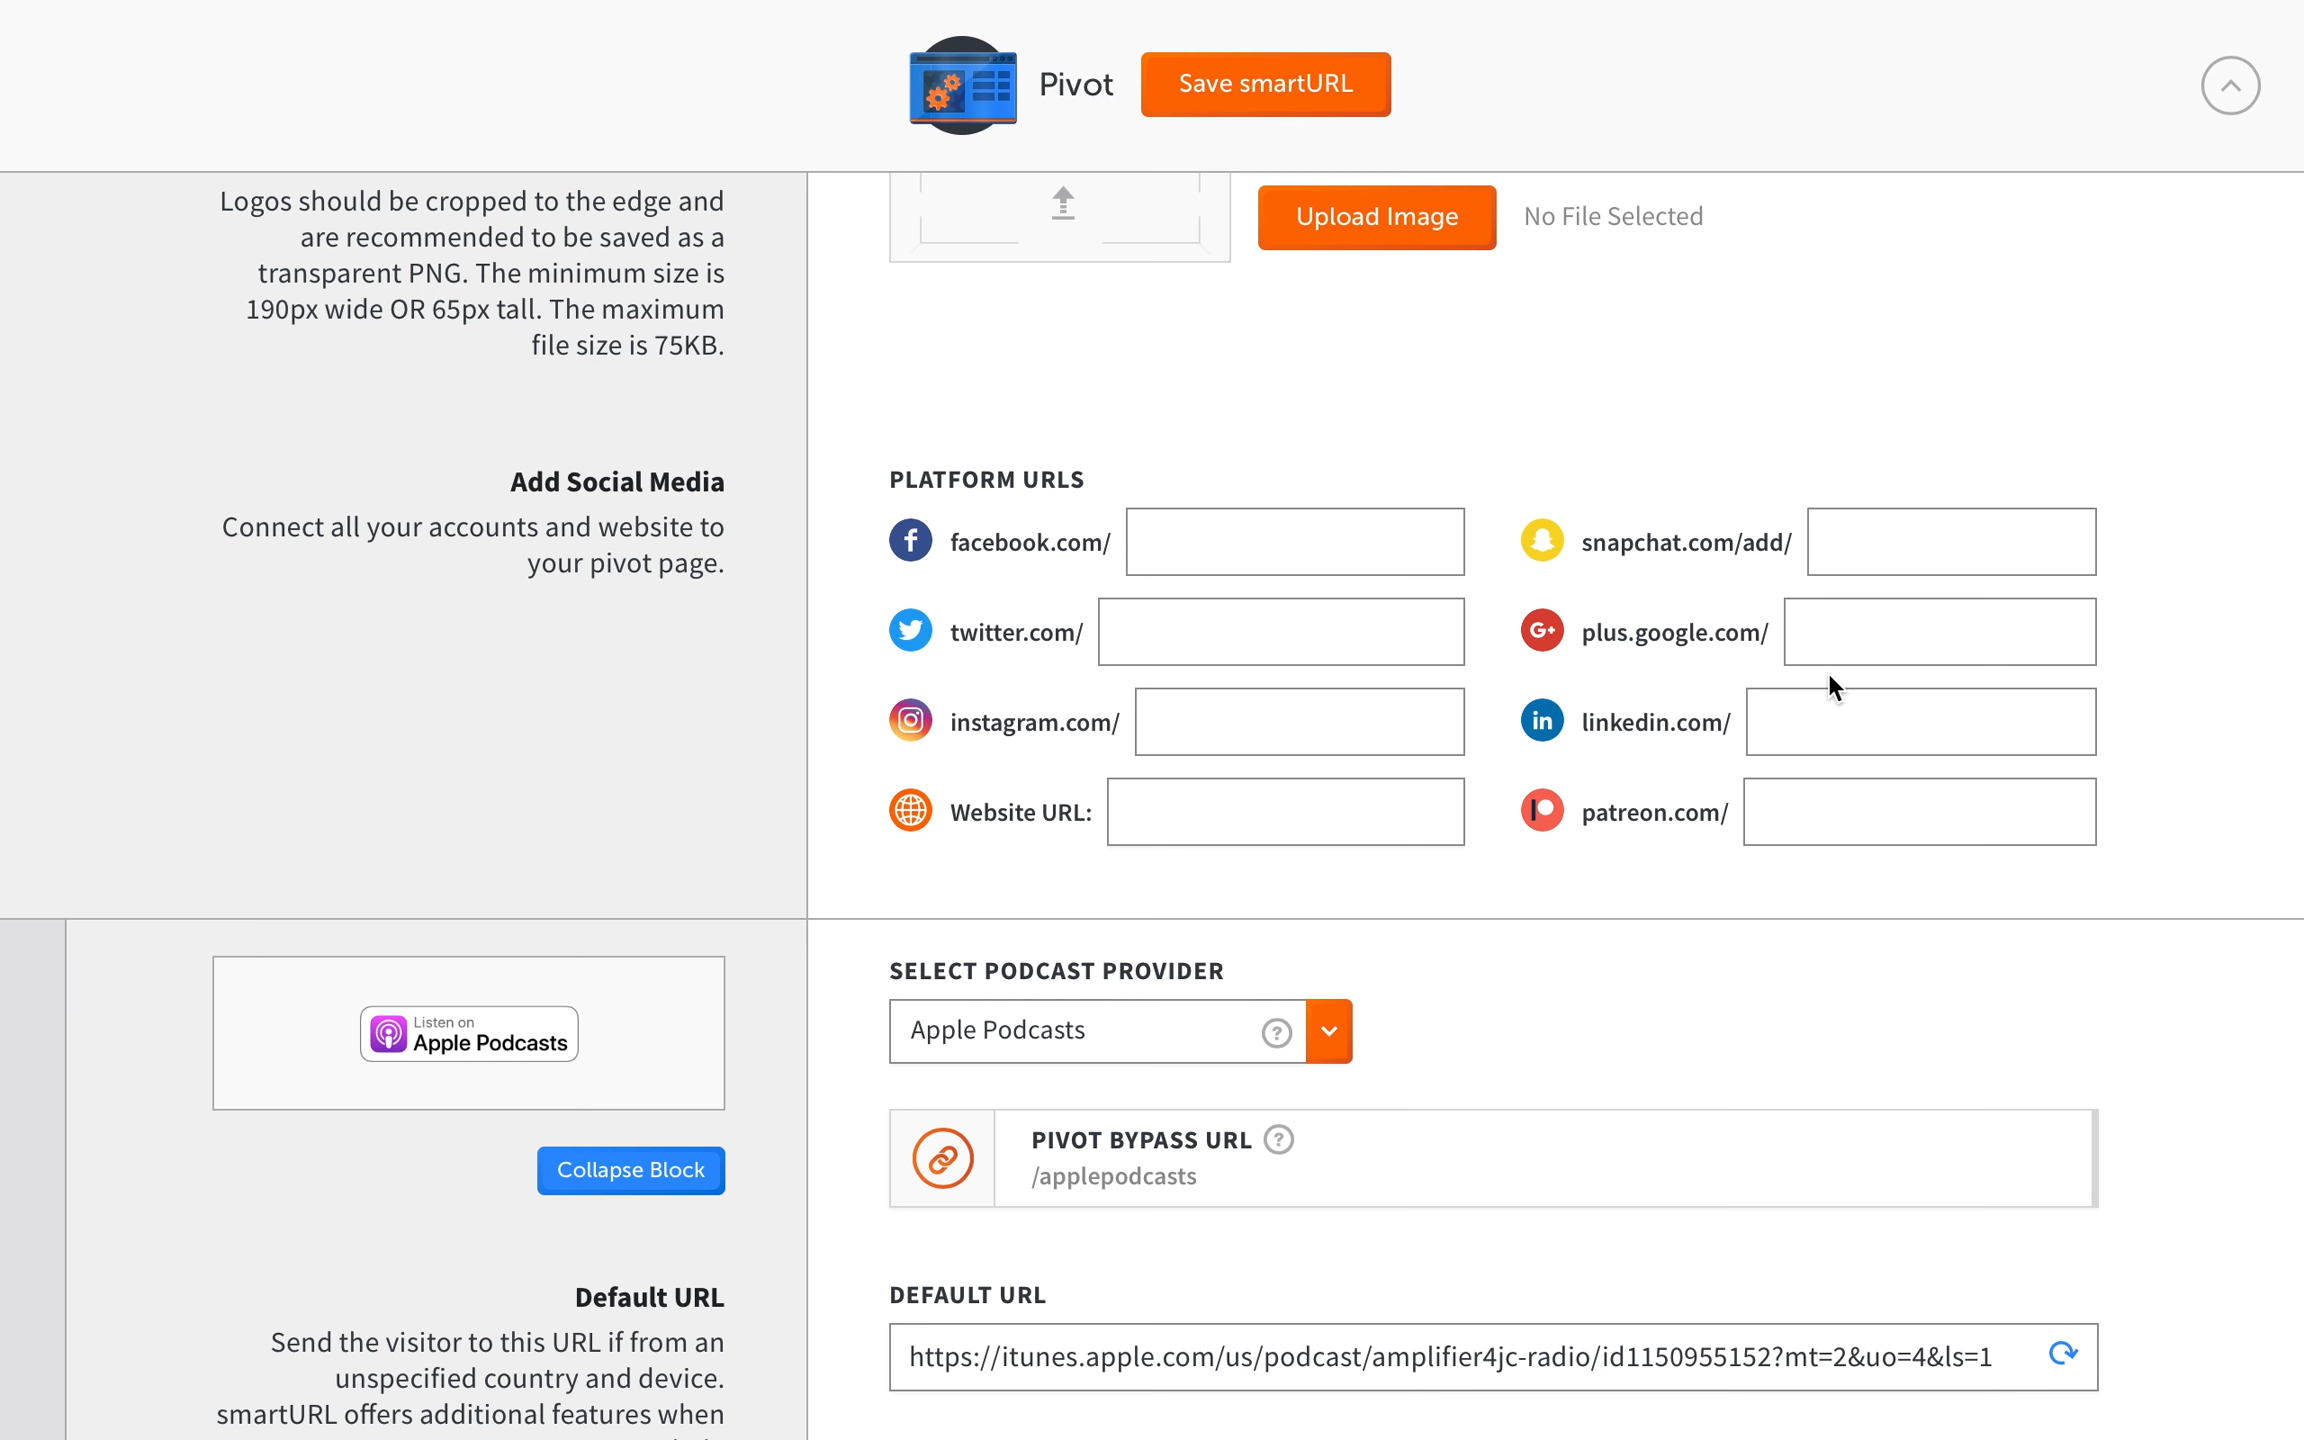 Pivot
Save smartURL
Logos should be cropped to the edge and
are recommended to be saved as a
transparent PNG. The minimum size is
190px wide OR 65px tall. The maximum
file size is 75KB.
Upload Image
No File Selected
Add Social Media
Connect all your accounts and website to
your pivot page.
PLATFORM URLS
facebook.com/
snapchat.com/add/
twitter.com/
plus.google.com/
instagram.com/
linkedin.com/
Website URL:
patreon.com/
Listen on
Apple Podcasts
Collapse Block
SELECT PODCAST PROVIDER
Apple Podcasts
PIVOT BYPASS URL
/applepodcasts
Default URL
Send the visitor to this URL if from an
unspecified country and device.
smartURL offers additional features when
DEFAULT URL
https://itunes.apple.com/us/podcast/amplifier4jc-radio/id1150955152?mt=2&uo=4&ls=1